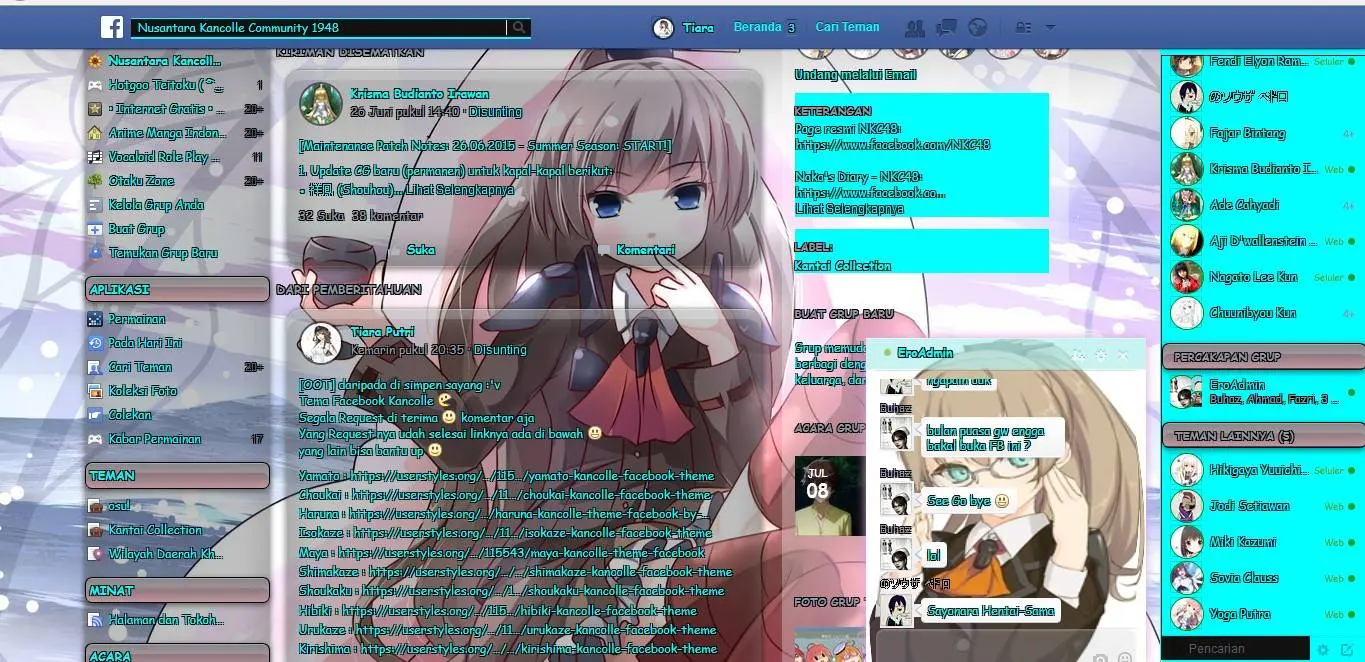 Nusantara Kancolle Community 1948
Tiara
Beranda 3
Cari Teman
Nusantara Kancoll...
Hotgoo Teitoku
1
• Internet Gratis • ...
20+
Anime Manga Indon...
20+
Vocaloid Role Play ...
11
Otaku Zone
20+
Kelola Grup Anda
Buat Grup
Temukan Grup Baru
APLIKASI
Permainan
Pada Hari Ini
Cari Teman
20+
Koleksi Foto
Colekan
Kabar Permainan
17
TEMAN
osu!
Kantai Collection
Wilayah Daerah Kh...
MINAT
Halaman dan Tokoh...
ACARA
KIRIMAN DISEMATKAN
Krisma Budianto Irawan
26 Juni pukul 14:40 · Disunting
[Maintenance Patch Notes: 26.06.2015 - Summer Season: START!]
1. Update CG baru (permanen) untuk kapal-kapal berikut:
- 祥鳳 (Shouhou)... Lihat Selengkapnya
32 Suka 38 komentar
Suka
Komentari
DARI PEMBERITAHUAN
Tiara Putri
Kemarin pukul 20:35 · Disunting
[OOT] daripada di simpen sayang :'v
Tema Facebook Kancolle
Segala Request di terima 😃 komentar aja
Yang Request nya udah selesai linknya ada di bawah 😃
yang lain bisa bantu up 😃
Yamato : https://userstyles.org/.../115.../yamato-kancolle-facebook-theme
Choukai : https://userstyles.org/.../11.../choukai-kancolle-facebook-theme
Haruna : https://userstyles.org/.../haruna-kancolle-theme-facebook-by-...
Isokaze : https://userstyles.org/.../11.../isokaze-kancolle-facebook-theme
Maya : https://userstyles.org/.../115543/maya-kancolle-facebook
Shimakaze : https://userstyles.org/.../.../shimakaze-kancolle-facebook-theme
Shoukaku : https://userstyles.org/.../1.../shoukaku-kancolle-facebook-theme
Hibiki : https://userstyles.org/.../115.../hibiki-kancolle-facebook-theme
Urukaze : https://userstyles.org/.../11.../urukaze-kancolle-facebook-theme
Kirishima : https://userstyles.org/.../.../kirishima-kancolle-facebook-theme
Undang melalui Email
KETERANGAN
Page resmi NKC48:
https://www.facebook.com/NKC48
Naka's Diary - NKC48:
https://www.facebook.co...
Lihat Selengkapnya
LABEL:
Kantai Collection
BUAT GRUP BARU
Grup memuda
berbagi deng
keluarga, dan
ACARA GRUP
JUL
08
FOTO GRUP
EroAdmin
ngapain
Buhaz
bulan puasa gw engga
bakal buka FB ini ?
Buhaz
See Go bye 😃
Buhaz
lol
のゾウザ ペドロ
Sayonara Hentai-Sama
Fendi Elyon Ram...
Seluler
のゾウザ ペドロ
Fajar Bintang
4+
Krisma Budianto I...
Web
Ade Cahyadi
4+
Aji D'wallenstein ...
Web
Nagato Lee Kun
Seluler
Chuunibyou Kun
4+
PERCAKAPAN GRUP
EroAdmin
Buhaz, Ahmad, Fazri, 3 ...
TEMAN LAINNYA (5)
Hikigaya Yuuichi...
Seluler
Jodi Setiawan
Web
Miki Kazumi
Web
Sovia Clauss
Web
Yoga Putra
Web
Pencarian